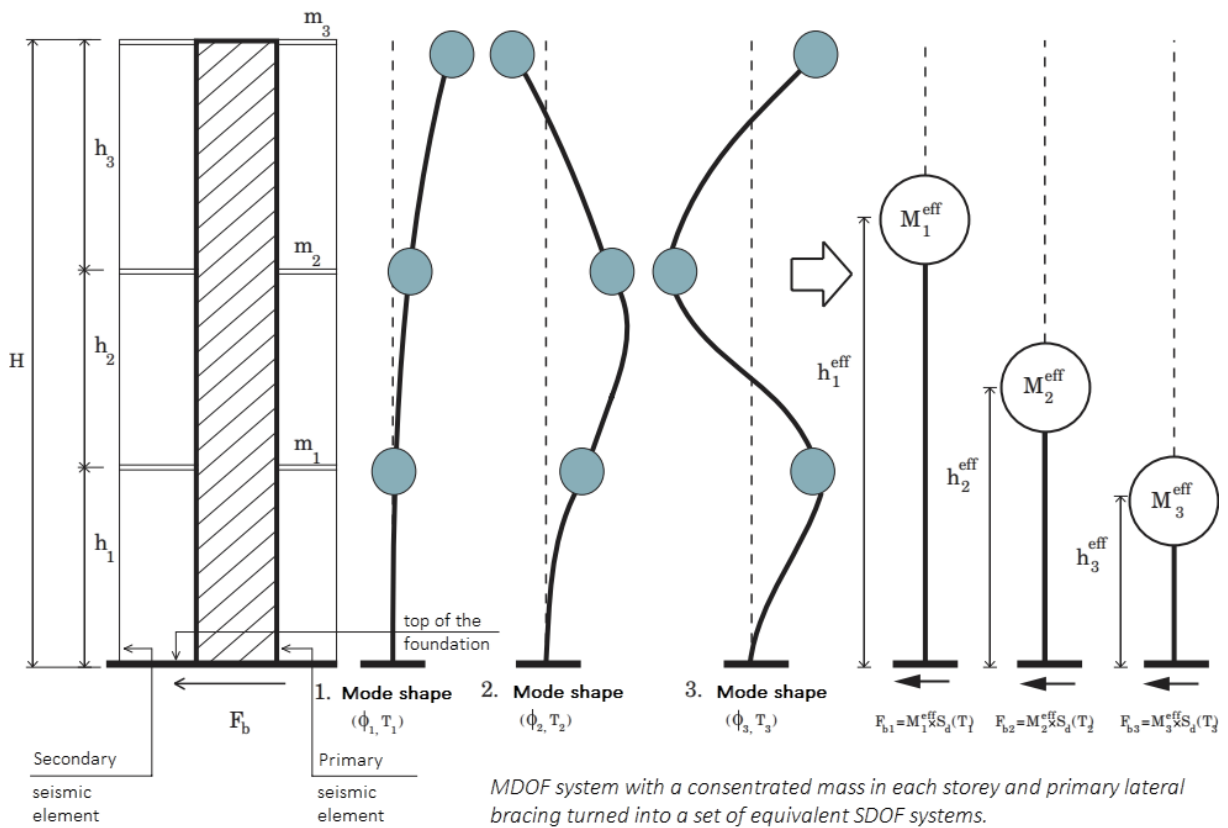 m3
h3
m2
H
h2
h1eff
M1eff
M2eff
h2eff
m1
M3eff
h1
h3eff
top of the
foundation
Fb
1. Mode shape
(ϕ1, T1)
2. Mode shape
(ϕ2, T2)
3. Mode shape
(ϕ3, T3)
Fb1=M1eff×Sd(T1)
Fb2=M2eff×Sd(T2)
Fb3=M3eff×Sd(T3)
Secondary
seismic
element
Primary
seismic
element
MDOF system with a consentrated mass in each storey and primary lateral
bracing turned into a set of equivalent SDOF systems.